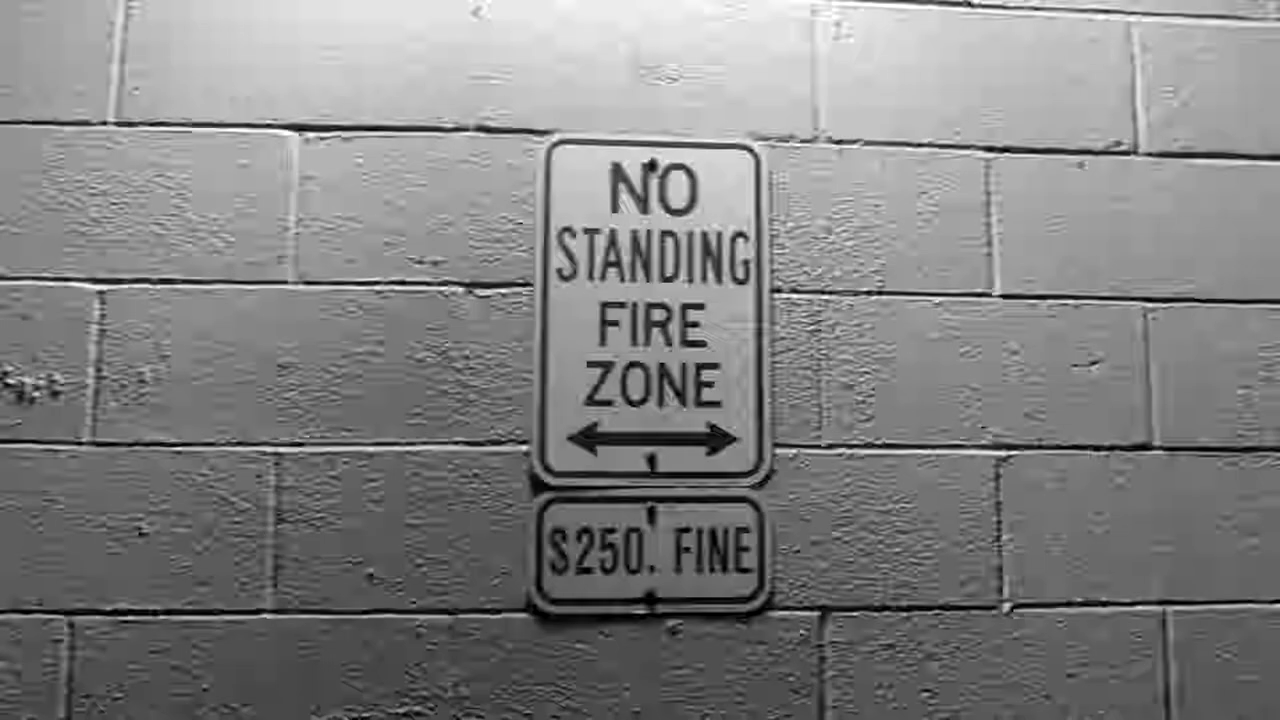 NO
STANDING
FIRE
ZONE
$250. FINE